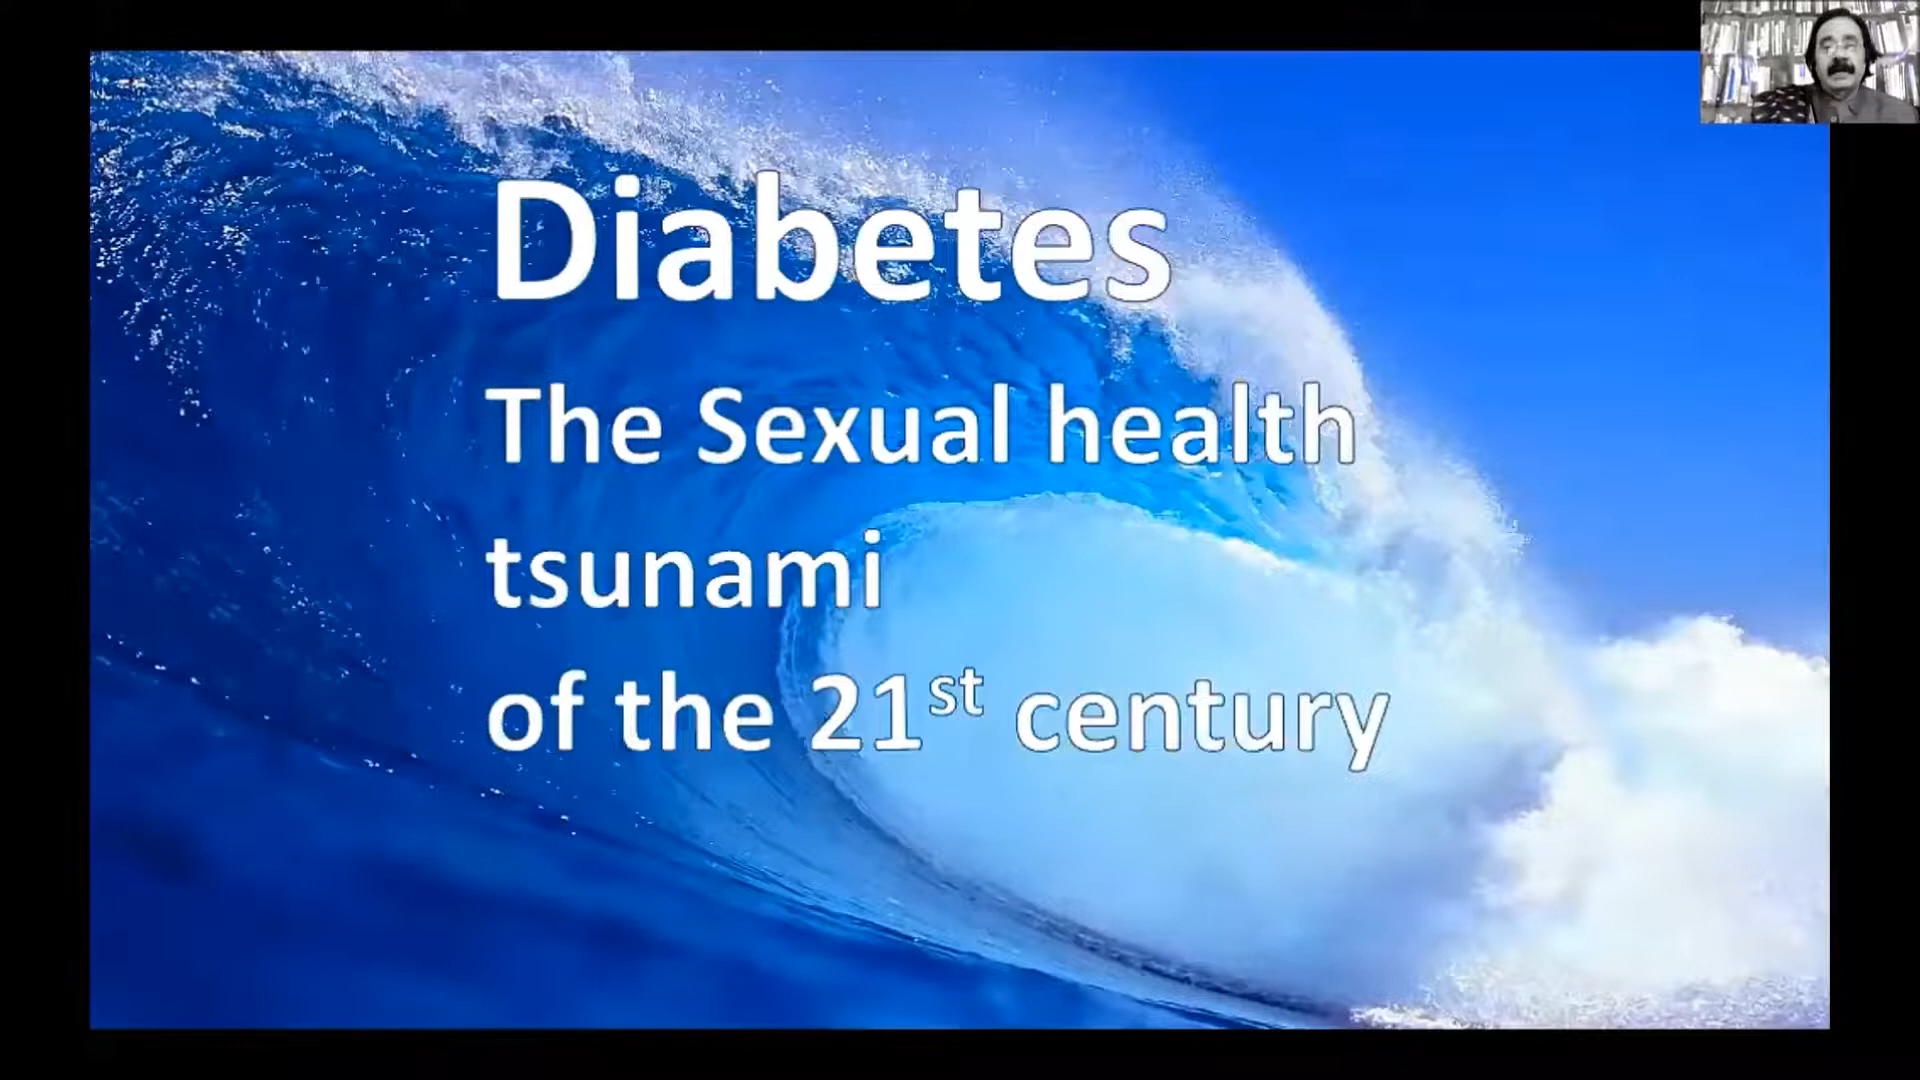 Diabetes
The Sexual health
tsunami
of the 21st century